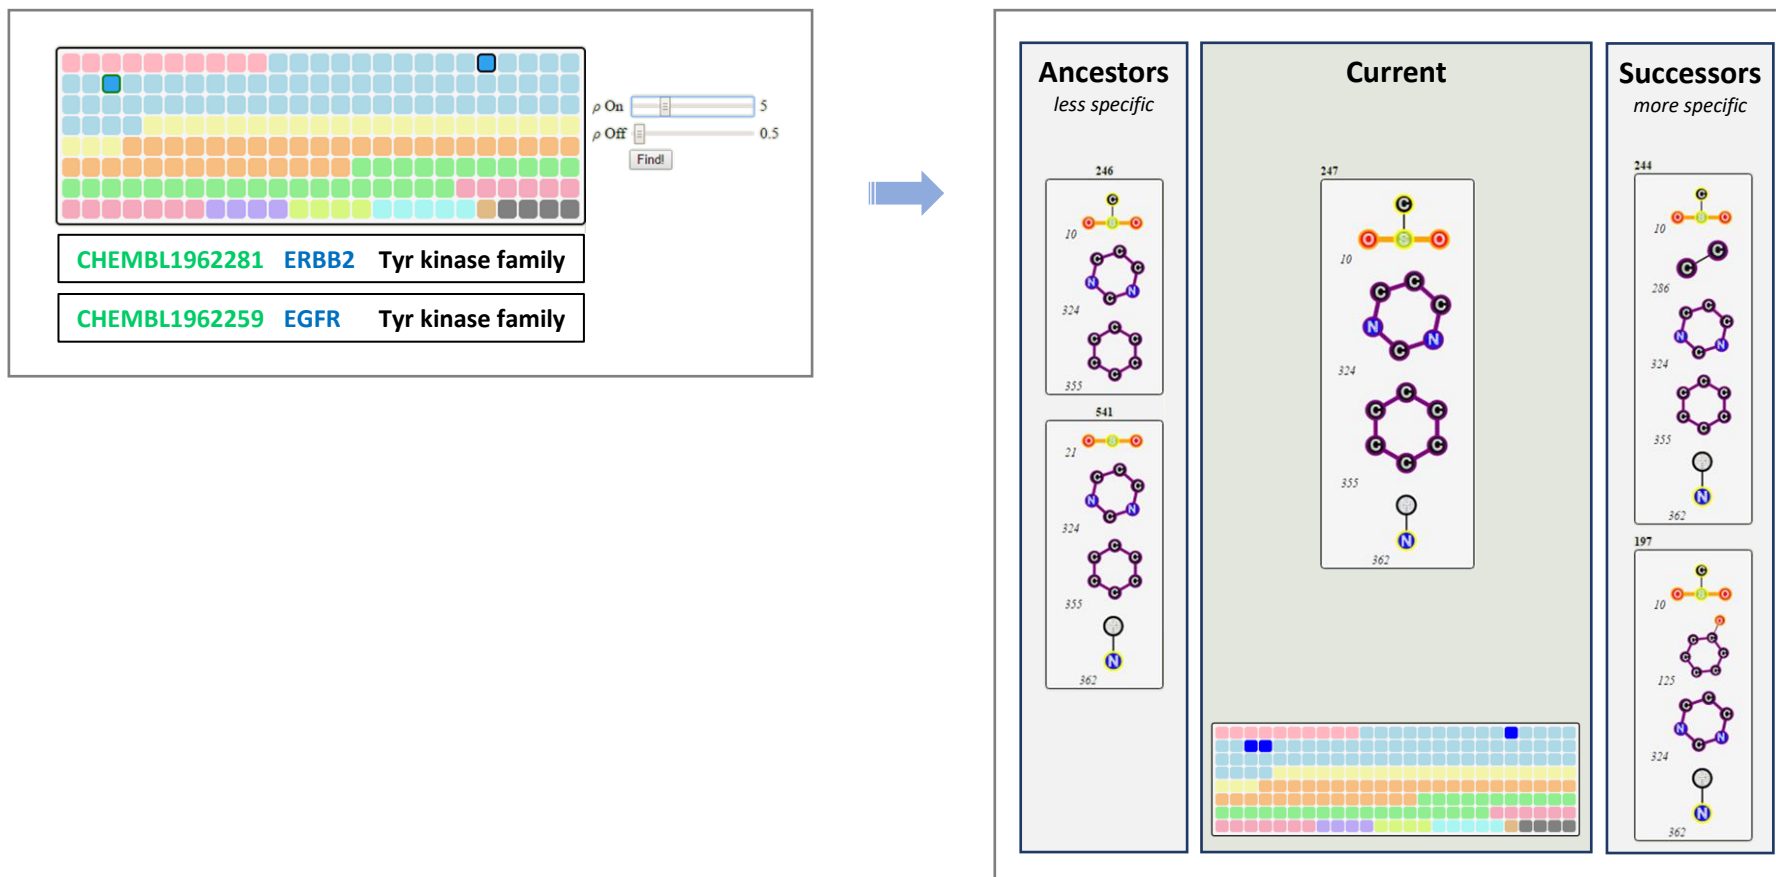 ρ On 5
ρ Off 0.5
Find!
CHEMBL1962281 ERBB2 Tyr kinase family
CHEMBL1962259 EGFR Tyr kinase family
Ancestors
less specific
246
C
O S O
10
C C C N N C
324
C C C C C C
355
541
O S O
21
C C C N N C
324
C C C C C C
355
N
362
Current
247
C
O S O
10
C C C N N C
324
C C C C C C
355
N
362
Successors
more specific
244
C
O S O
10
C C
286
C C C N N C
324
C C C C C C
355
N
362
197
C
O S O
10
O
C C C C C C
125
C C C N N C
324
N
362